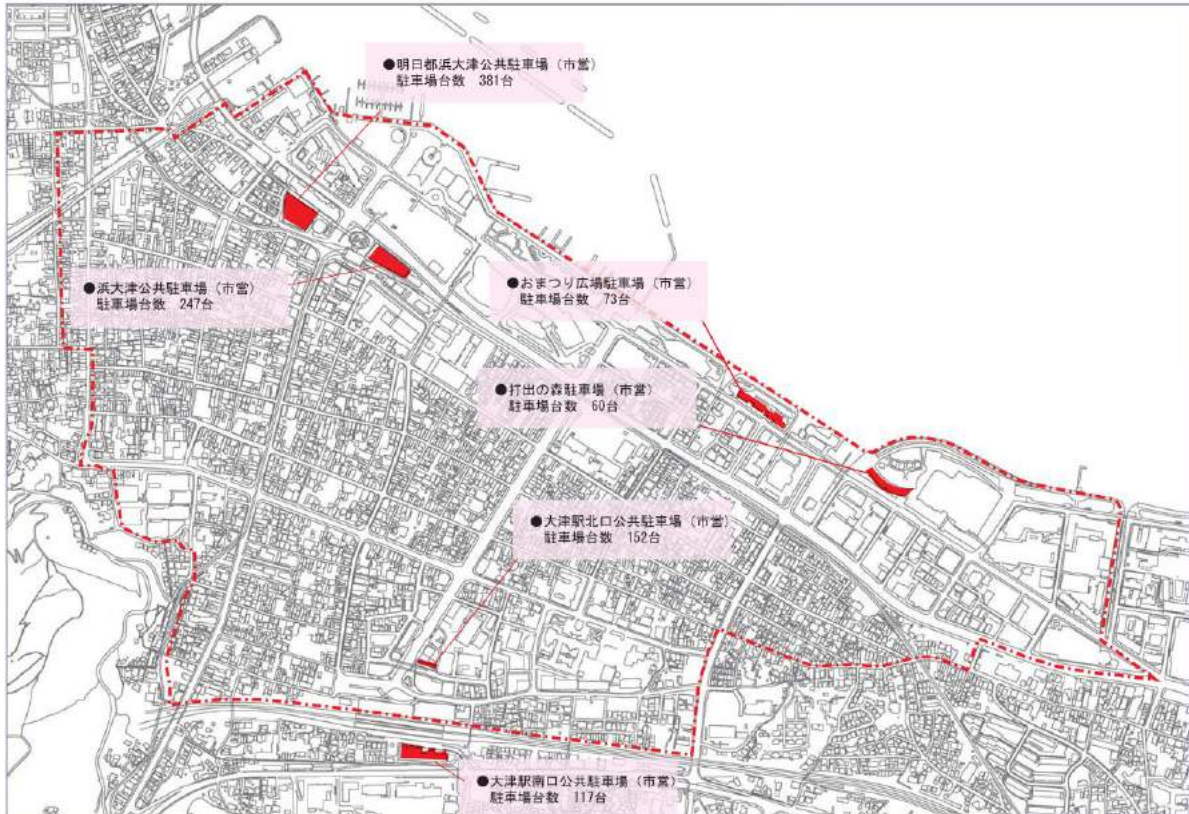 ●明日都浜大津公共駐車場（市営）
駐車場台数　381台
●浜大津公共駐車場（市営）
駐車場台数　247台
●おまつり広場駐車場（市営）
駐車場台数　73台
●打出の森駐車場（市営）
駐車場台数　60台
●大津駅北口公共駐車場（市営）
駐車場台数　152台
●大津駅南口公共駐車場（市営）
駐車場台数　117台